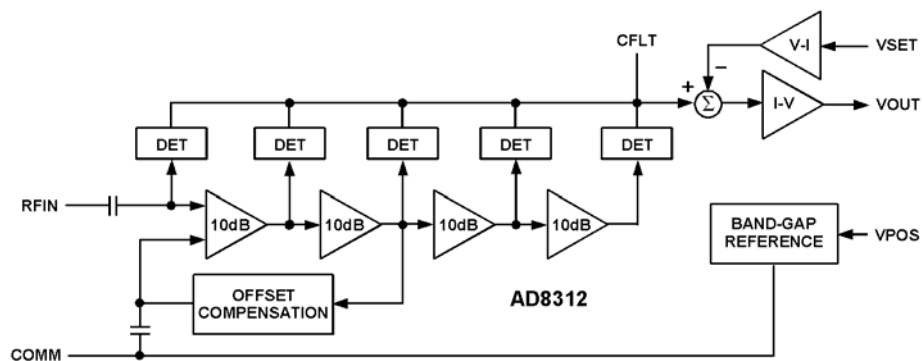 CFLT
V-I
VSET
−
+
Σ
I-V
VOUT
DET
DET
DET
DET
DET
RFIN
10dB
10dB
10dB
10dB
BAND-GAP
REFERENCE
VPOS
OFFSET
COMPENSATION
AD8312
COMM